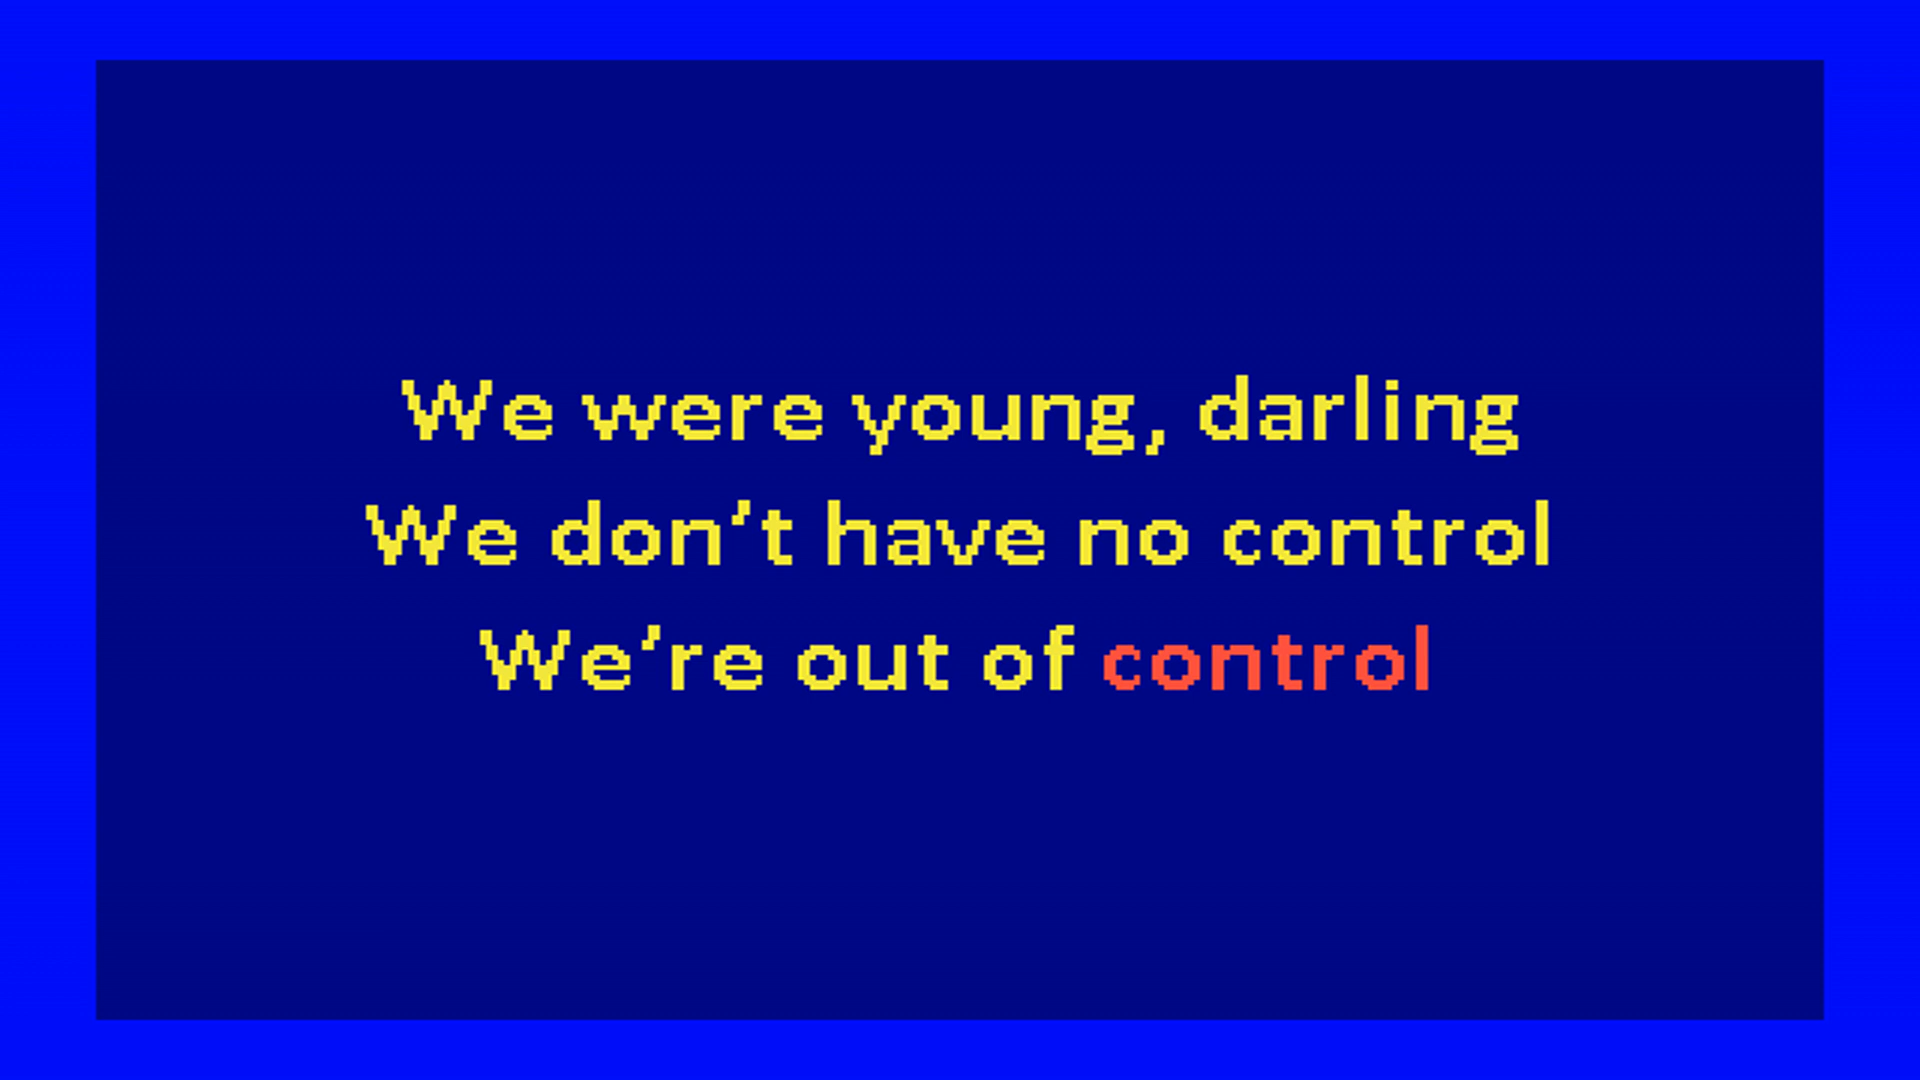 We were young, darling
We don't have no control
We're out of control